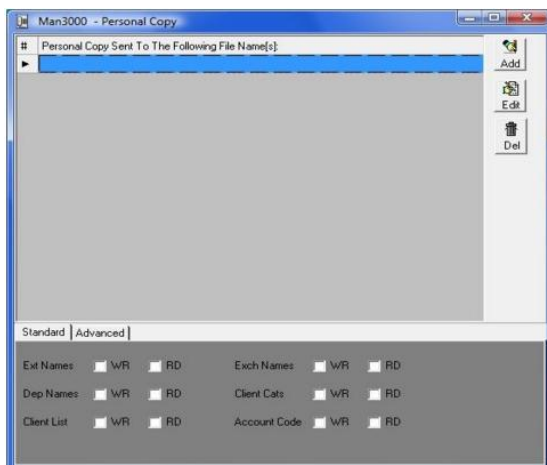 Man3000 - Personal Copy
# Personal Copy Sent To The Following File Name[s]:
Add
Edit
Del
Standard Advanced
Ext Names WR RD Exch Names WR RD
Dep Names WR RD Client Cats WR RD
Client List WR RD Account Code WR RD